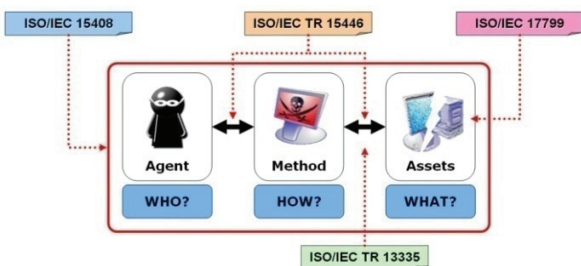 ISO/IEC 15408
ISO/IEC TR 15446
ISO/IEC 17799
Agent
Method
Assets
WHO?
HOW?
WHAT?
ISO/IEC TR 13335